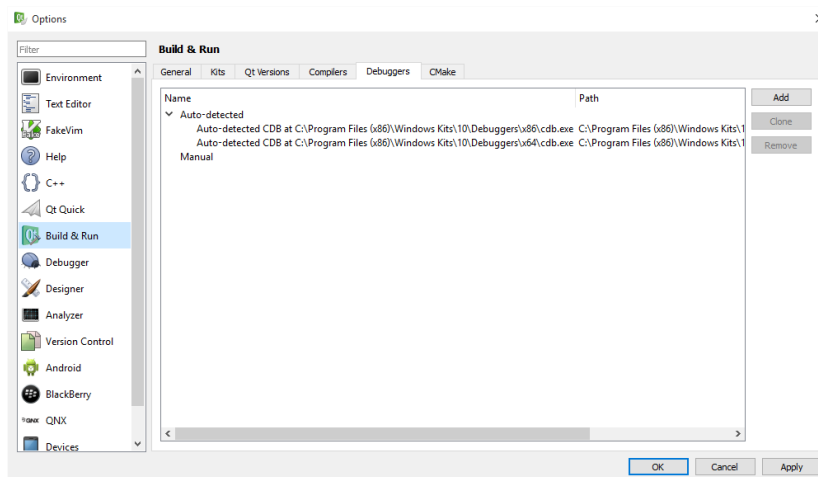 Options
Filter
Build & Run
General Kits Qt Versions Compilers Debuggers CMake
Environment
Text Editor
FakeVim
Help
C++
Qt Quick
Build & Run
Debugger
Designer
Analyzer
Version Control
Android
BlackBerry
QNX QNX
Devices
Name Path
Auto-detected
Auto-detected CDB at C:\Program Files (x86)\Windows Kits\10\Debuggers\x86\cdb.exe C:\Program Files (x86)\Windows Kits\1
Auto-detected CDB at C:\Program Files (x86)\Windows Kits\10\Debuggers\x64\cdb.exe C:\Program Files (x86)\Windows Kits\1
Manual
Add
Clone
Remove
OK Cancel Apply